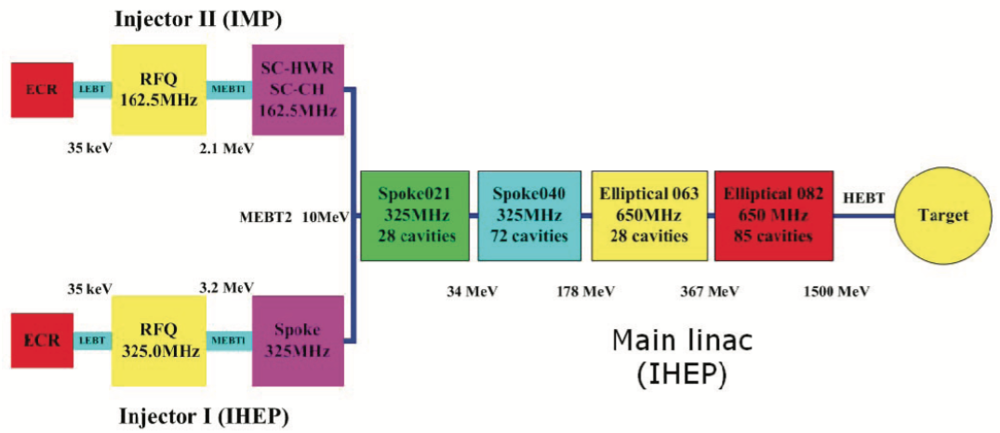 Injector II (IMP)
ECR
LEBT
RFQ
162.5MHz
MEBT1
SC-HWR
SC-CH
162.5MHz
35 keV
2.1 MeV
MEBT2 10MeV
Spoke021
325MHz
28 cavities
Spoke040
325MHz
72 cavities
Elliptical 063
650MHz
28 cavities
Elliptical 082
650 MHz
85 cavities
HEBT
Target
34 MeV
178 MeV
367 MeV
1500 MeV
35 keV
3.2 MeV
ECR
LEBT
RFQ
325.0MHz
MEBT1
Spoke
325MHz
Main linac
(IHEP)
Injector I (IHEP)